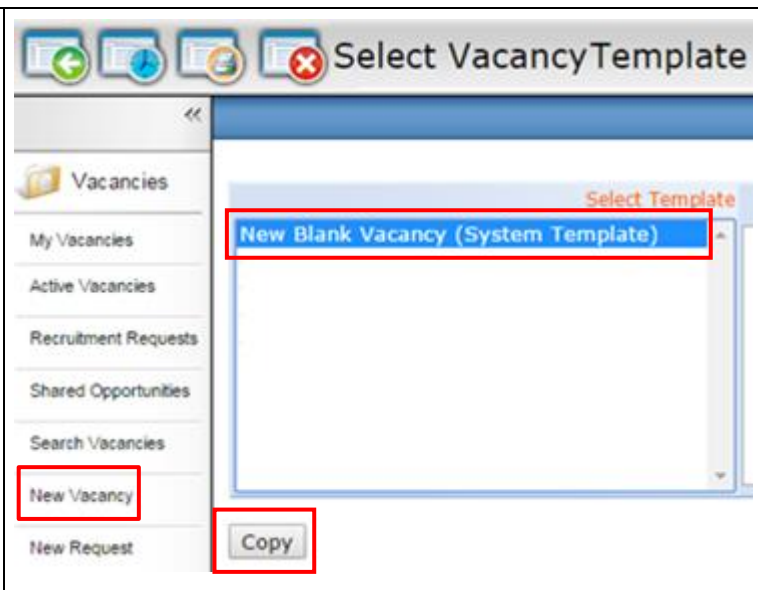 Select VacancyTemplate
«
Vacancies
My Vacancies
Active Vacancies
Recruitment Requests
Shared Opportunities
Search Vacancies
New Vacancy
New Request
Select Template
New Blank Vacancy (System Template)
Copy